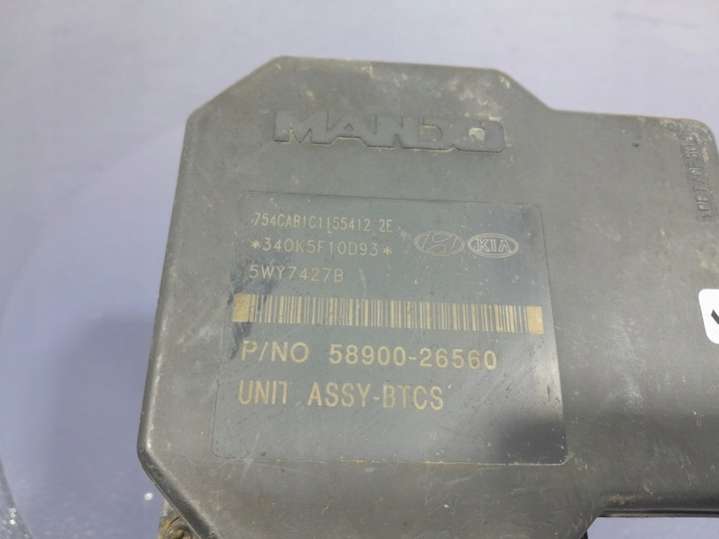 MANDO
754CAB1C1155412 2E
*340K5F10D93*
KIA
5WY7427B
P/NO 58900-26560
UNIT ASSY-BTCS